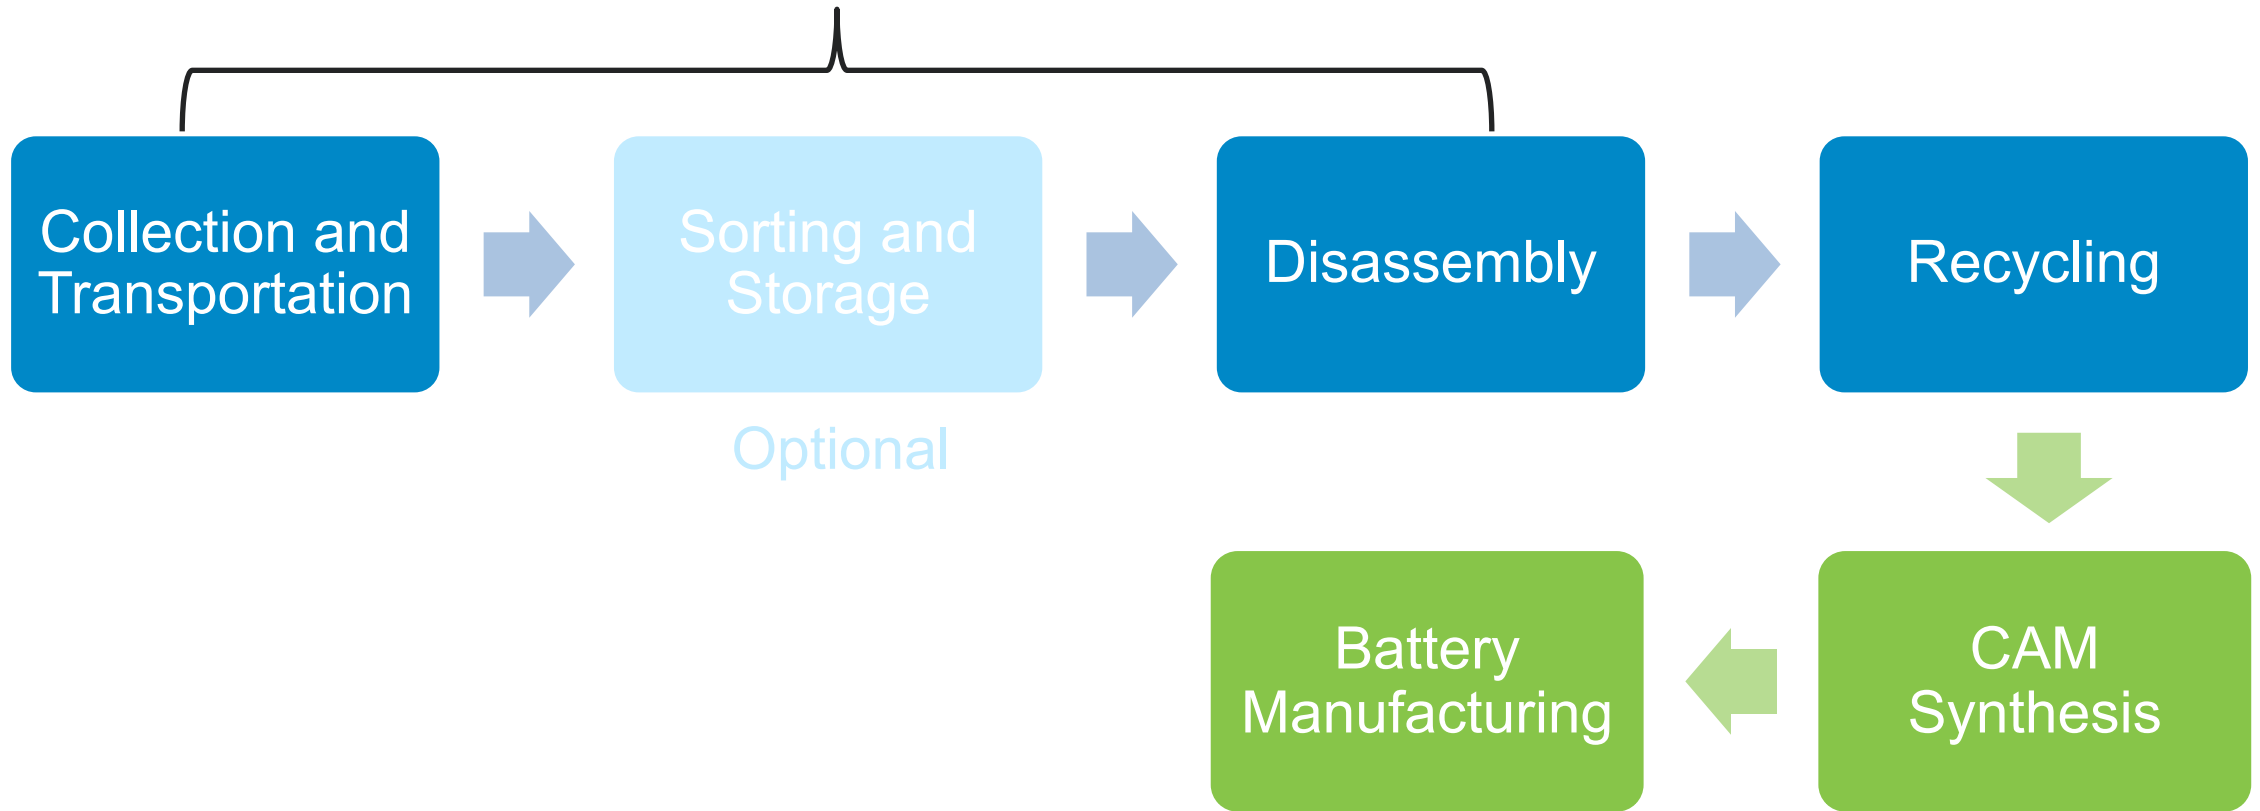 Collection and
Transportation
Sorting and
Storage
Disassembly
Recycling
Optional
Battery
Manufacturing
CAM
Synthesis